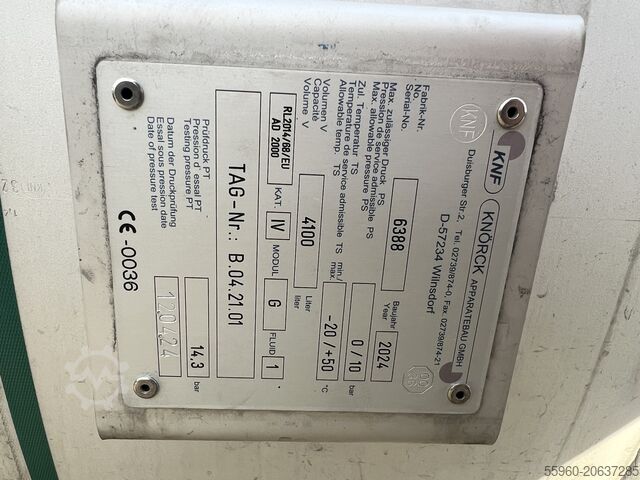 KNF KNÖRCK APPARATEBAU GMBH
Duisburger Str.2, Tel. 02739/874-0, Fax. 02739/874-21
KNF D-57234 Wilnsdorf
Fabrik-Nr.
No.
Serial-No.
6388
Baujahr
Year
2024
Max. zulässiger Druck PS
Pression de service admissible PS
Max. allowable pressure PS
0/10 bar
Zul. Temperatur TS
Temperature de service admissible TS
Allowable temp. TS
min/
max.
-20/+50 °C
Volumen V
Capacité
Volume V
4100
Liter
liter
RL2014/68/EU
AD 2000
KAT. IV MODUL G FLUID 1
TAG-Nr.: B.04.21.01
Prüfdruck PT
Pression d'essai PT
Testing pressure PT
14.3 bar
Datum der Druckprüfung
Essai sous pression date
Date of pressure test
12.04.24
CE-0036
55960-20637285